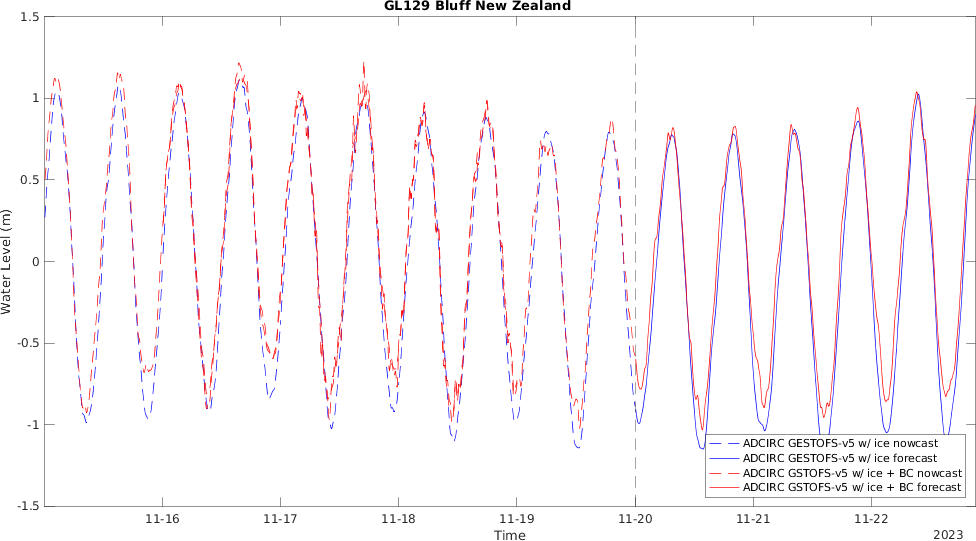 GL129 Bluff New Zealand
1.5
1
0.5
0
-0.5
-1
-1.5
Water Level (m)
11-16
11-17
11-18
11-19
11-20
11-21
11-22
Time
2023
ADCIRC GESTOFS-v5 w/ ice nowcast
ADCIRC GESTOFS-v5 w/ ice forecast
ADCIRC GSTOFS-v5 w/ ice + BC nowcast
ADCIRC GSTOFS-v5 w/ ice + BC forecast